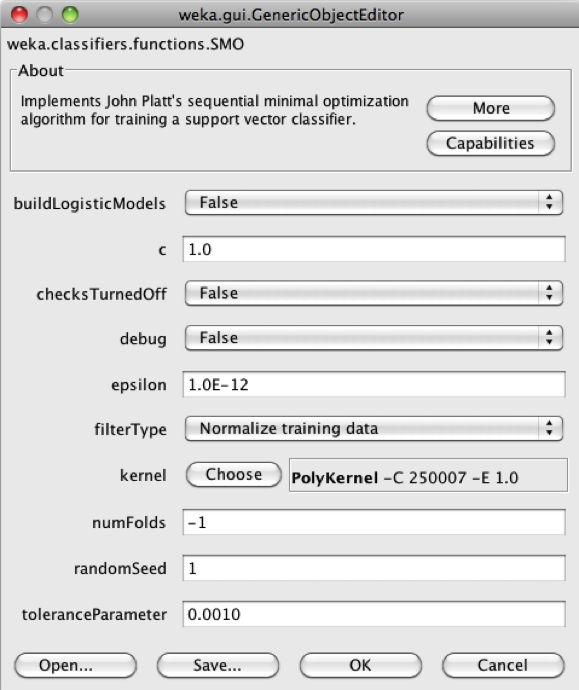 weka.gui.GenericObjectEditor
weka.classifiers.functions.SMO
About
Implements John Platt's sequential minimal optimization
algorithm for training a support vector classifier.
More
Capabilities
buildLogisticModels False
c 1.0
checksTurnedOff False
debug False
epsilon 1.0E-12
filterType Normalize training data
kernel Choose PolyKernel -C 250007 -E 1.0
numFolds -1
randomSeed 1
toleranceParameter 0.0010
Open... Save... OK Cancel